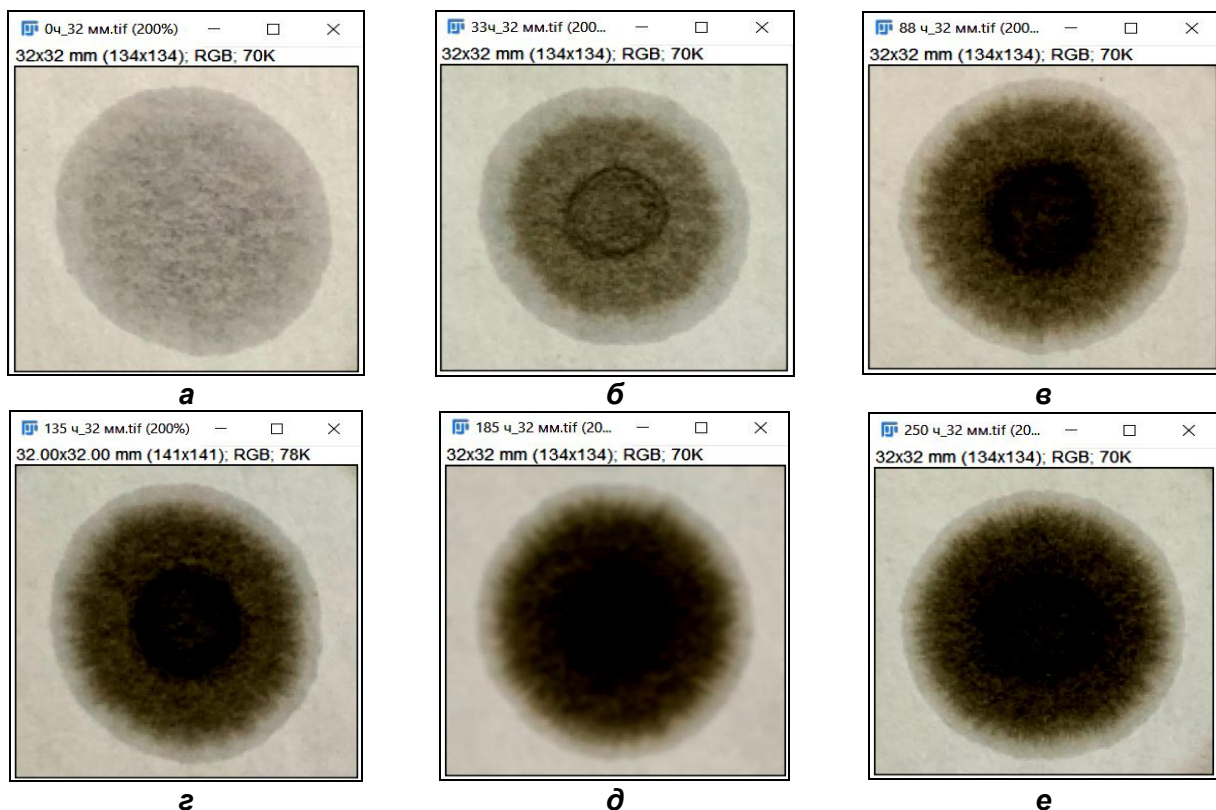 0ч_32 мм.tif (200%)
32x32 mm (134x134); RGB; 70K
а
33ч_32 мм.tif (200...
32x32 mm (134x134); RGB; 70K
б
88 ч_32 мм.tif (200...
32x32 mm (134x134); RGB; 70K
в
135 ч_32 мм.tif (200%)
32.00x32.00 mm (141x141); RGB; 78K
г
185 ч_32 мм.tif (20...
32x32 mm (134x134); RGB; 70K
д
250 ч_32 мм.tif (20...
32x32 mm (134x134); RGB; 70K
е